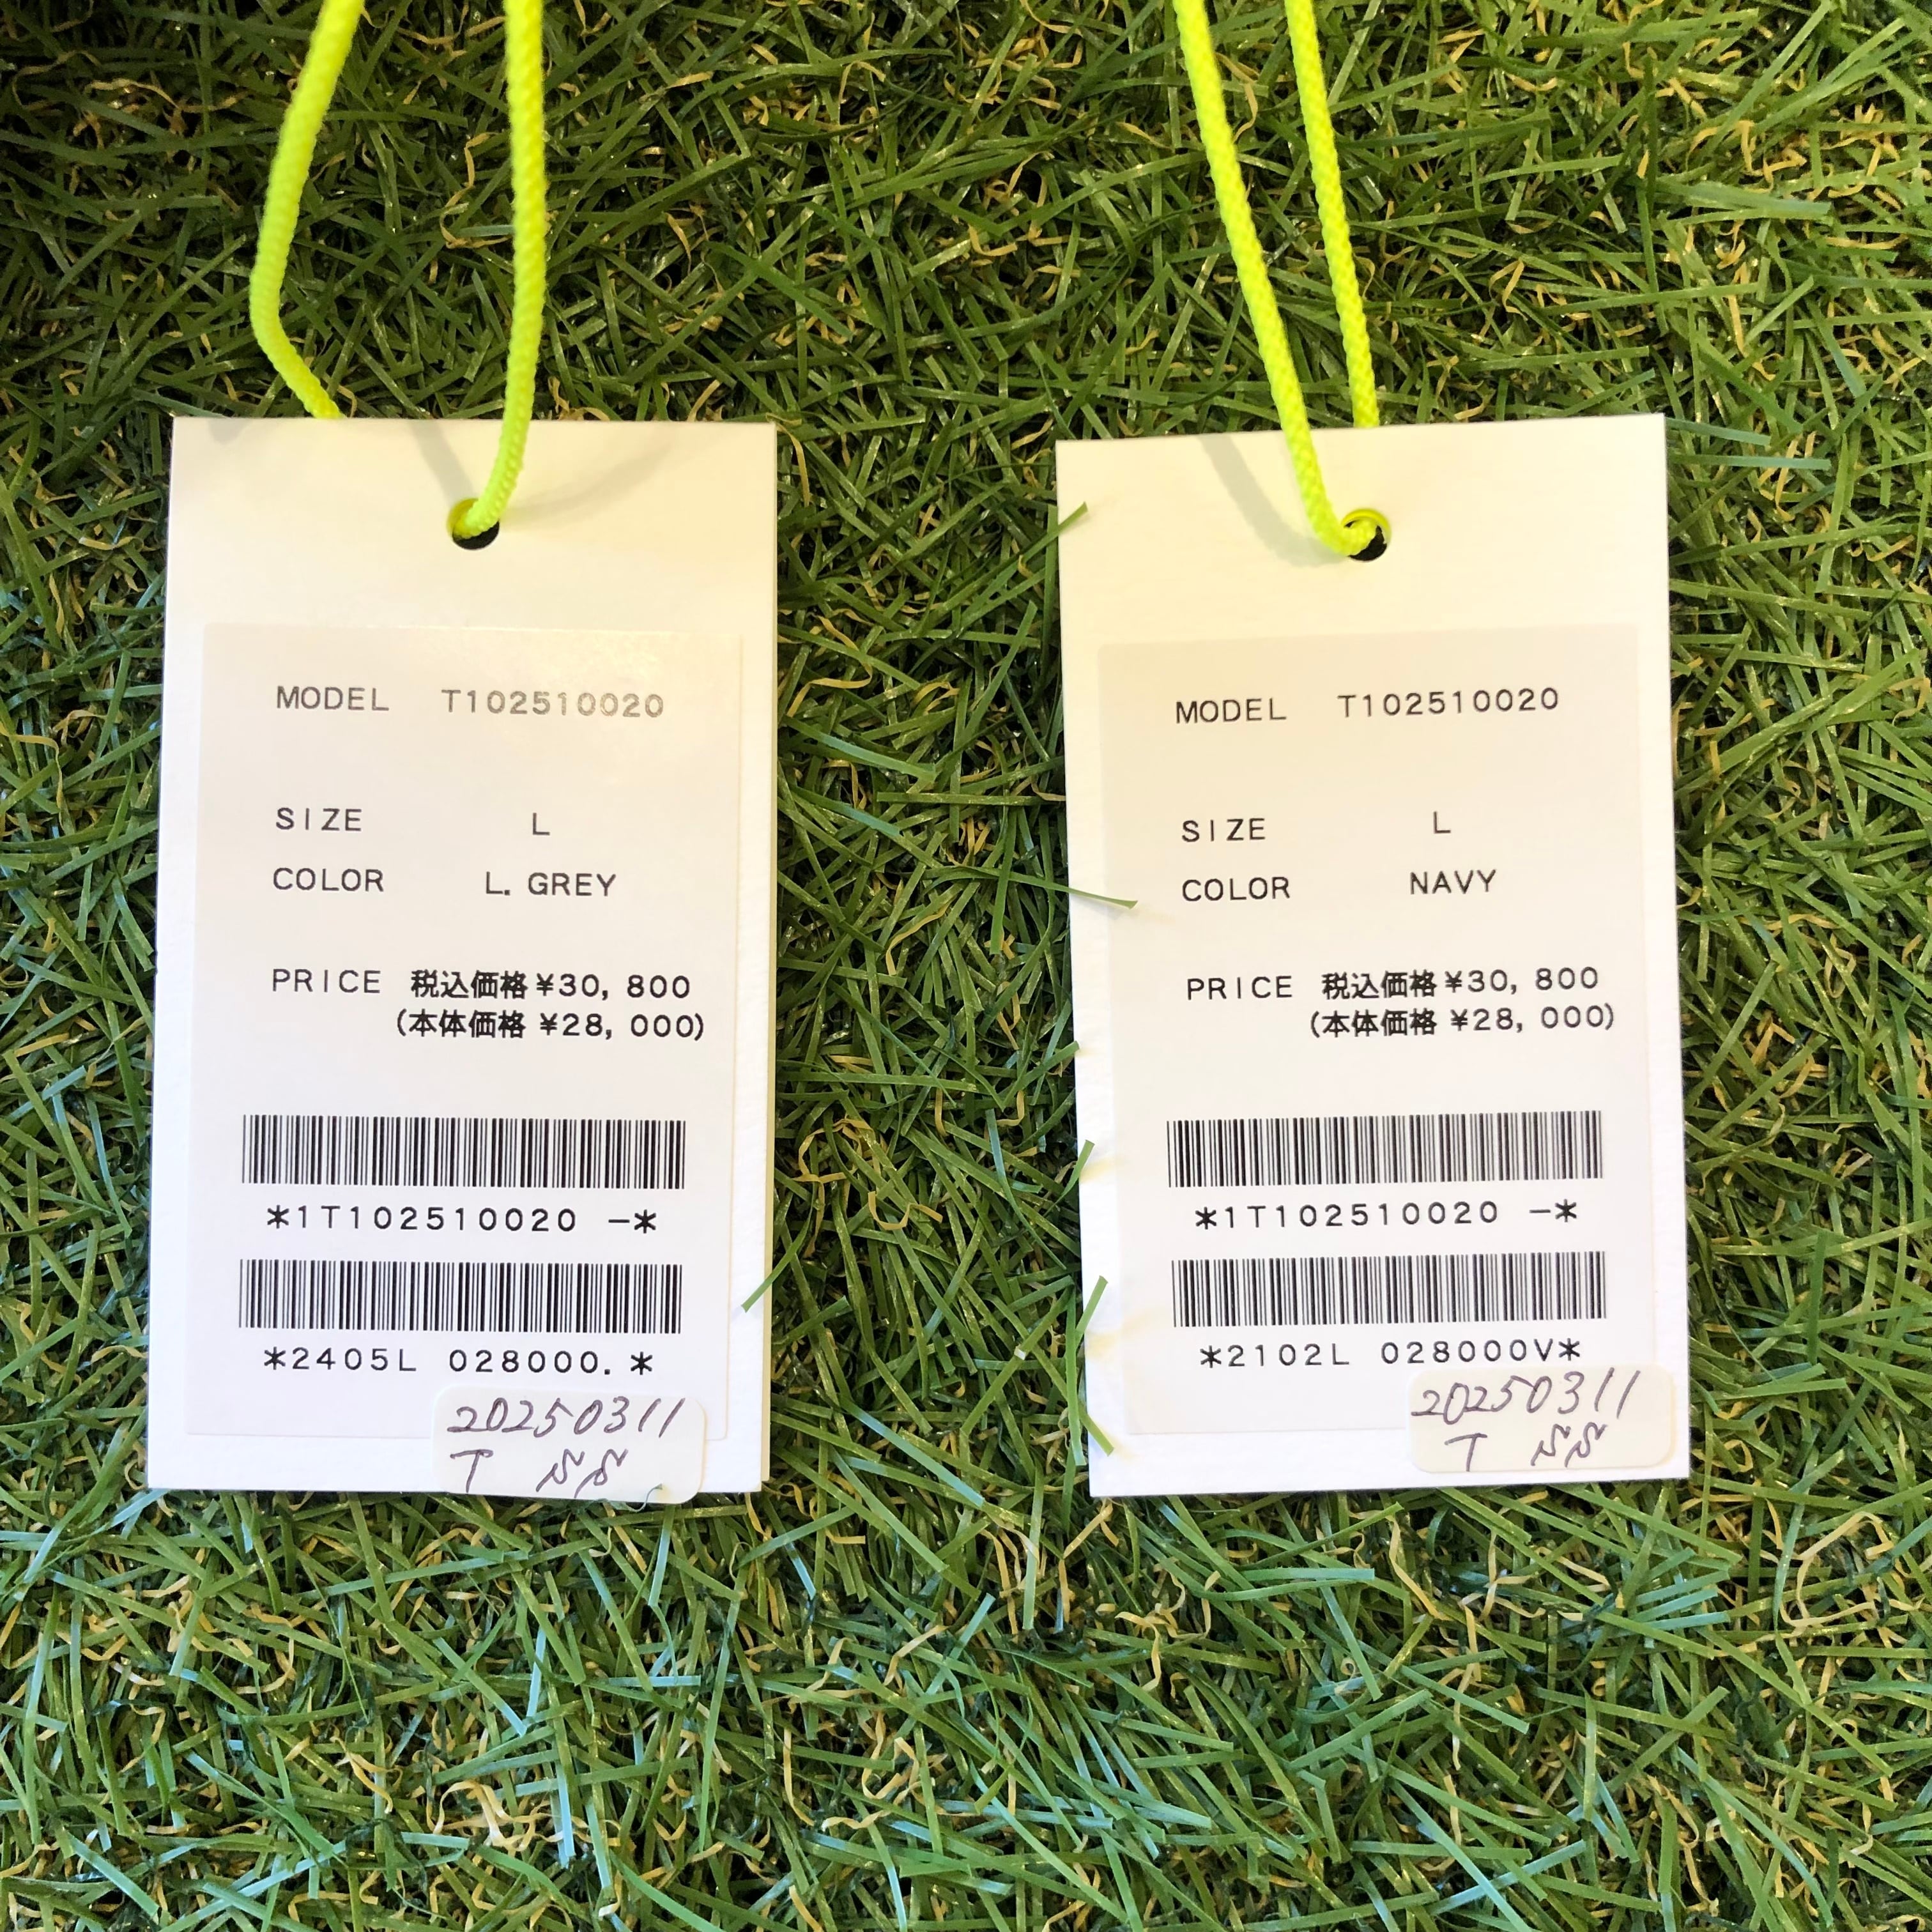 MODEL T102510020
SIZE L
COLOR L. GREY
PRICE 税込価格 ¥30, 800
(本体価格 ¥28, 000)
*1T102510020 -*
*2405L 028000. *
20250311
T SS
MODEL T102510020
SIZE L
COLOR NAVY
PRICE 税込価格 ¥30, 800
(本体価格 ¥28, 000)
*1T102510020 -*
*2102L 028000V*
20250311
T SS